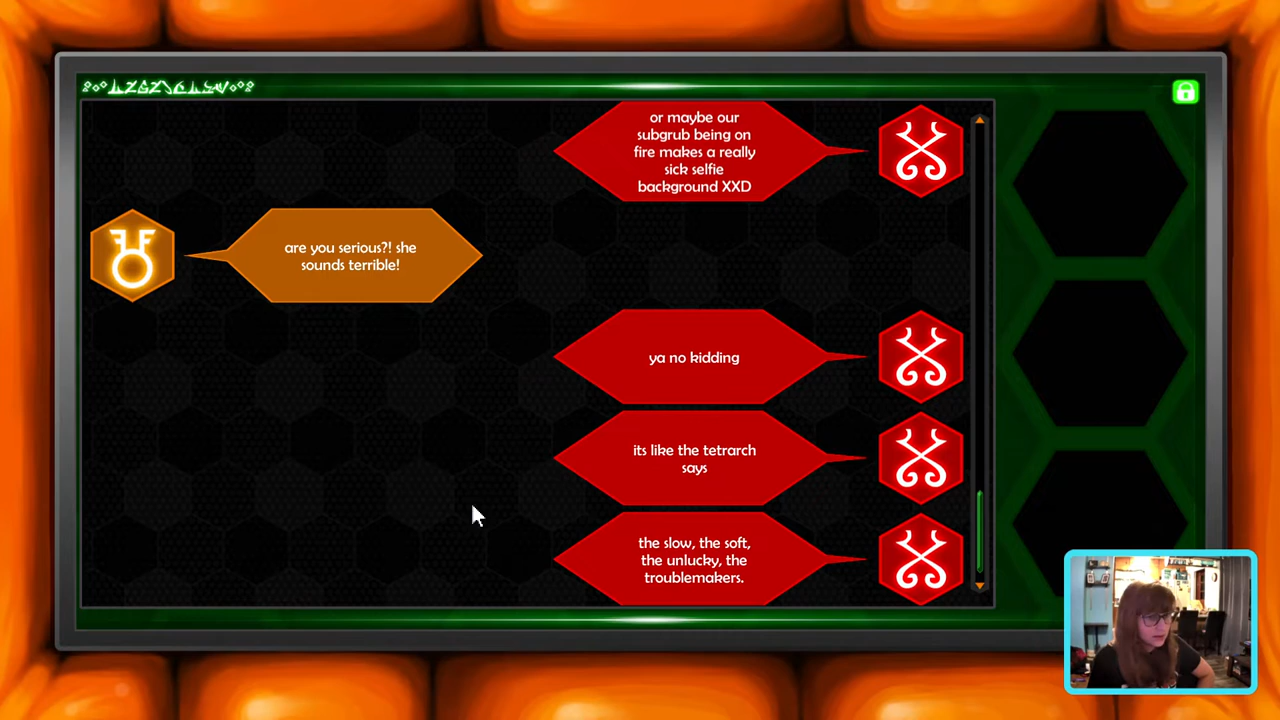 or maybe our
subgrub being on
fire makes a really
sick selfie
background XXD
are you serious?! she
sounds terrible!
ya no kidding
its like the tetrarch
says
the slow, the soft,
the unlucky, the
troublemakers.